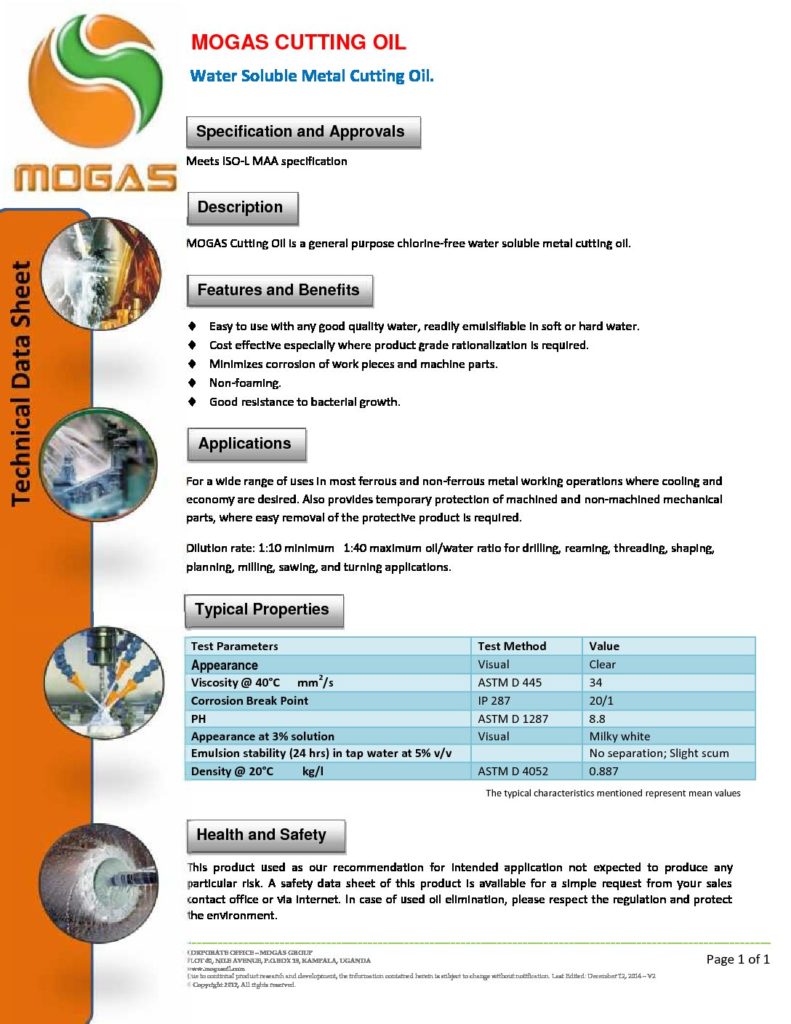 MOGAS CUTTING OIL
Water Soluble Metal Cutting Oil.
MOGAS
Technical Data Sheet
Specification and Approvals
Meets ISO-L MAA specification
Description
MOGAS Cutting Oil is a general purpose chlorine-free water soluble metal cutting oil.
Features and Benefits
♦ Easy to use with any good quality water, readily emulsifiable in soft or hard water.
♦ Cost effective especially where product grade rationalization is required.
♦ Minimizes corrosion of work pieces and machine parts.
♦ Non-foaming.
♦ Good resistance to bacterial growth.
Applications
For a wide range of uses in most ferrous and non-ferrous metal working operations where cooling and
economy are desired. Also provides temporary protection of machined and non-machined mechanical
parts, where easy removal of the protective product is required.
Dilution rate: 1:10 minimum 1:40 maximum oil/water ratio for drilling, reaming, threading, shaping,
planning, milling, sawing, and turning applications.
Typical Properties
Test Parameters Test Method Value
Appearance Visual Clear
Viscosity @ 40°C mm²/s ASTM D 445 34
Corrosion Break Point IP 287 20/1
PH ASTM D 1287 8.8
Appearance at 3% solution Visual Milky white
Emulsion stability (24 hrs) in tap water at 5% v/v No separation; Slight scum
Density @ 20°C kg/l ASTM D 4052 0.887
The typical characteristics mentioned represent mean values
Health and Safety
This product used as our recommendation for intended application not expected to produce any
particular risk. A safety data sheet of this product is available for a simple request from your sales
contact office or via internet. In case of used oil elimination, please respect the regulation and protect
the environment.
CORPORATE OFFICE – MOGAS GROUP
PLOT 42, NILE AVENUE, P.O.BOX 19, KAMPALA, UGANDA
Due to continual product research and development, the information contained herein is subject to change without notification. Last Edited: December 12, 2014 – V2
© Copyright 2012, All rights reserved.
Page 1 of 1